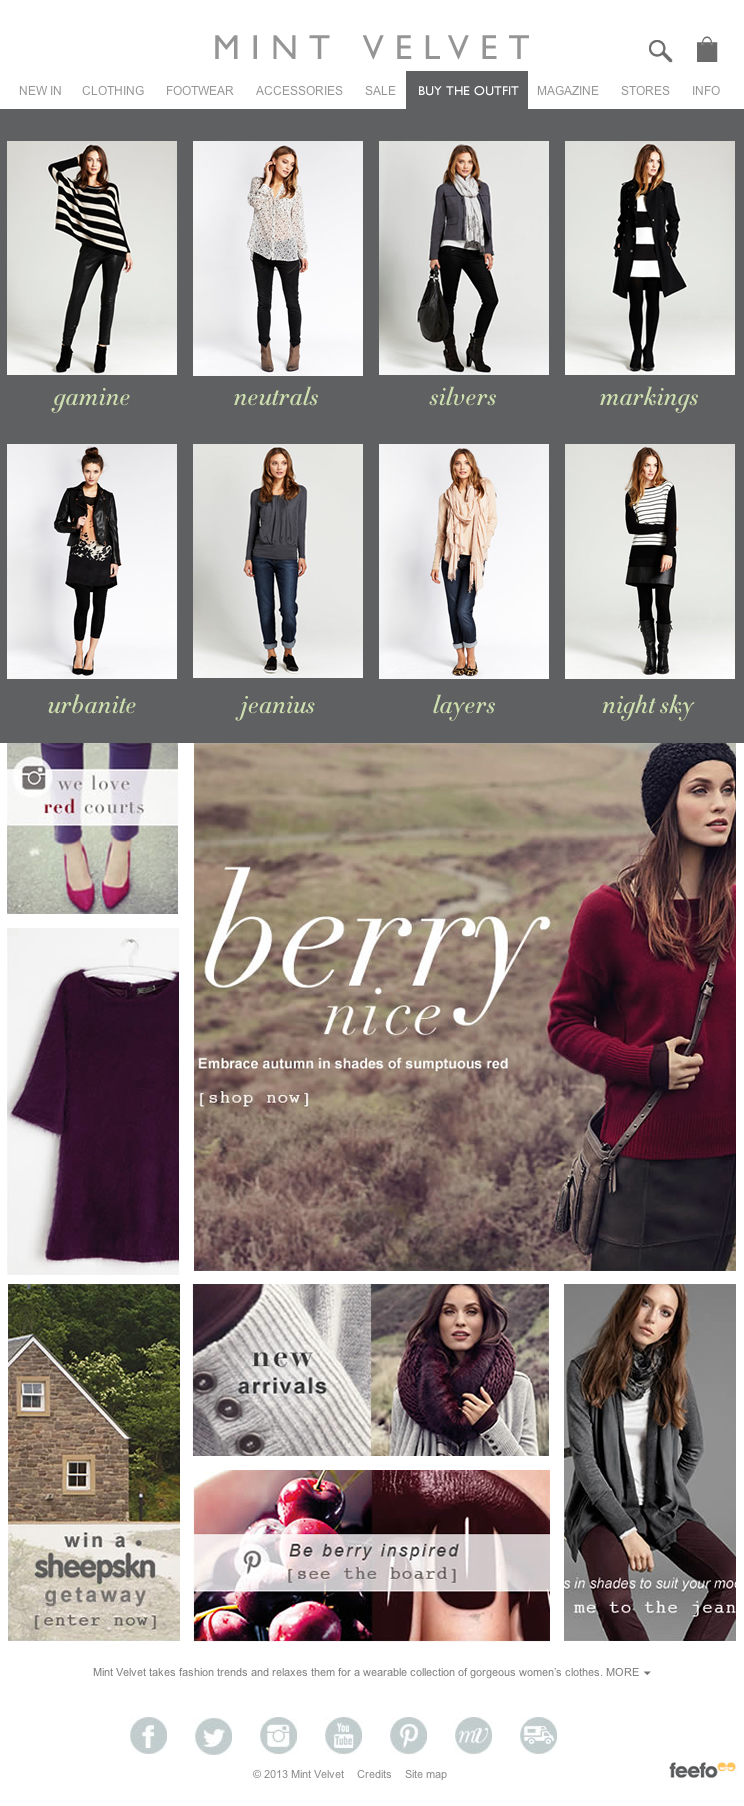 MINT VELVET
NEW IN CLOTHING FOOTWEAR ACCESSORIES SALE BUY THE OUTFIT MAGAZINE STORES INFO
gamine neutrals silvers markings
urbanite jeanius layers night sky
we love
red courts
berry
nice
Embrace autumn in shades of sumptuous red
[shop now]
new
arrivals
win a
sheepskn
getaway
[enter now]
Be berry inspired
[see the board]
s in shades to suit your moo
me to the jean
Mint Velvet takes fashion trends and relaxes them for a wearable collection of gorgeous women's clothes. MORE
You
Tube
mv
© 2013 Mint Velvet Credits Site map
feefo